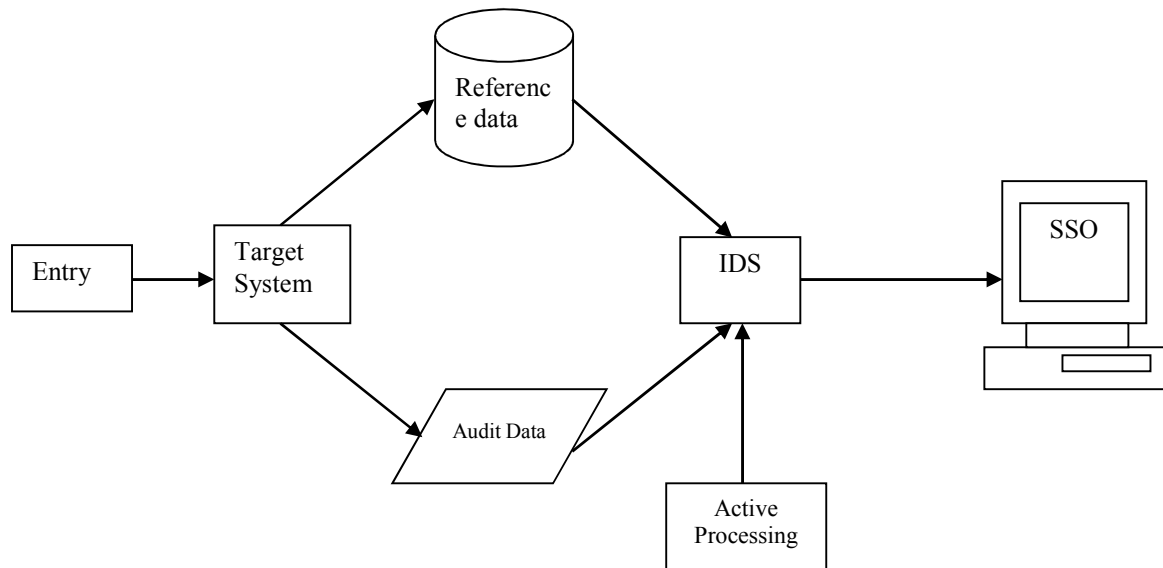 Referenc
e data
Entry
Target
System
IDS
SSO
Audit Data
Active
Processing